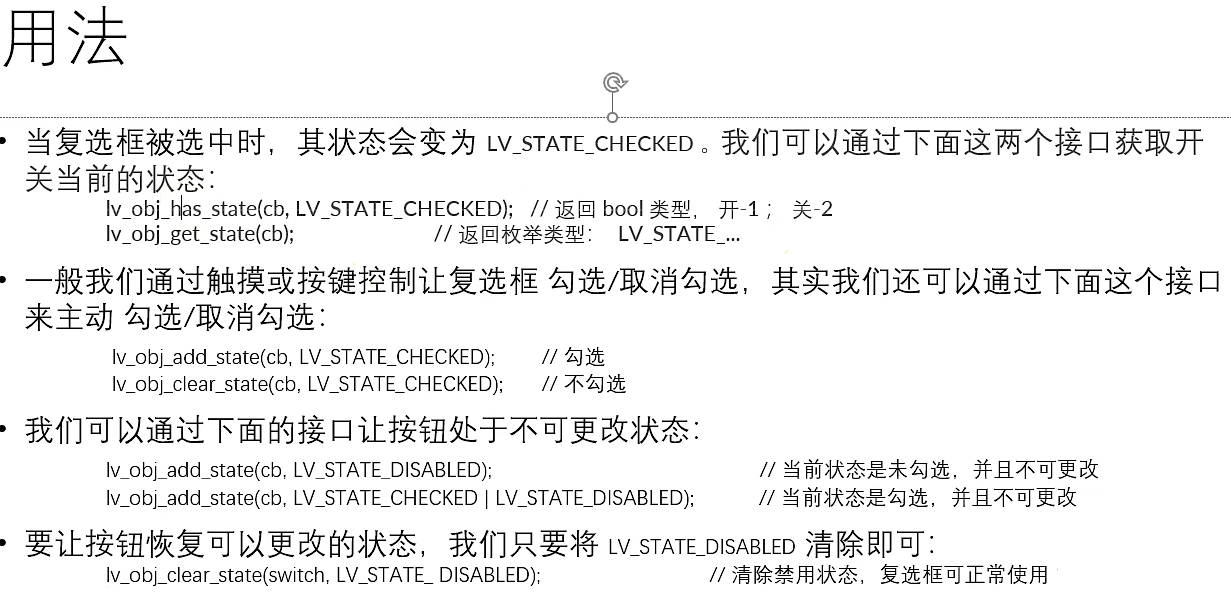 用法
• 当复选框被选中时，其状态会变为 LV_STATE_CHECKED 。我们可以通过下面这两个接口获取开
关当前的状态：
lv_obj_has_state(cb, LV_STATE_CHECKED); // 返回 bool 类型， 开-1 ； 关-2
lv_obj_get_state(cb); // 返回枚举类型： LV_STATE_...
• 一般我们通过触摸或按键控制让复选框 勾选/取消勾选，其实我们还可以通过下面这个接口
来主动 勾选/取消勾选：
lv_obj_add_state(cb, LV_STATE_CHECKED); // 勾选
lv_obj_clear_state(cb, LV_STATE_CHECKED); // 不勾选
• 我们可以通过下面的接口让按钮处于不可更改状态：
lv_obj_add_state(cb, LV_STATE_DISABLED); // 当前状态是未勾选，并且不可更改
lv_obj_add_state(cb, LV_STATE_CHECKED | LV_STATE_DISABLED); // 当前状态是勾选，并且不可更改
• 要让按钮恢复可以更改的状态，我们只要将 LV_STATE_DISABLED 清除即可：
lv_obj_clear_state(switch, LV_STATE_ DISABLED); // 清除禁用状态，复选框可正常使用